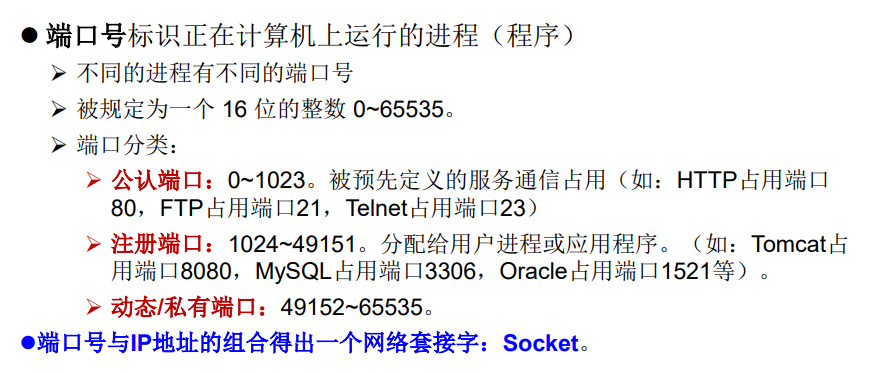 ●端口号标识正在计算机上运行的进程（程序）
➢ 不同的进程有不同的端口号
➢ 被规定为一个 16 位的整数 0~65535。
➢ 端口分类：
➢ 公认端口：0~1023。被预先定义的服务通信占用（如：HTTP占用端口
80，FTP占用端口21，Telnet占用端口23）
➢ 注册端口：1024~49151。分配给用户进程或应用程序。（如：Tomcat占
用端口8080，MySQL占用端口3306，Oracle占用端口1521等）。
➢ 动态/私有端口：49152~65535。
●端口号与IP地址的组合得出一个网络套接字：Socket。